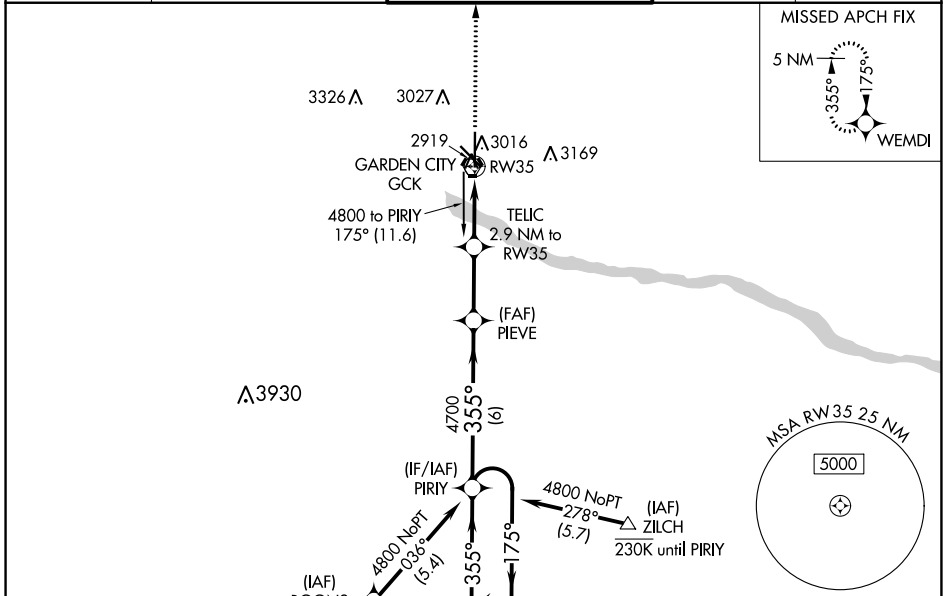 MISSED APCH FIX
5 NM
355°
175°
WEMDI
3326
3027
2919
3016
3169
GARDEN CITY
GCK
RW35
4800 to PIRIY
175° (11.6)
TELIC
2.9 NM to
RW35
(FAF)
PIEVE
3930
4700
355°
(6)
MSA RW35 25 NM
5000
(IF/IAF)
PIRIY
4800 NoPT
278°
(5.7)
(IAF)
ZILCH
230K until PIRIY
4800 NoPT
036°
(5.4)
355°
175°
(IAF)